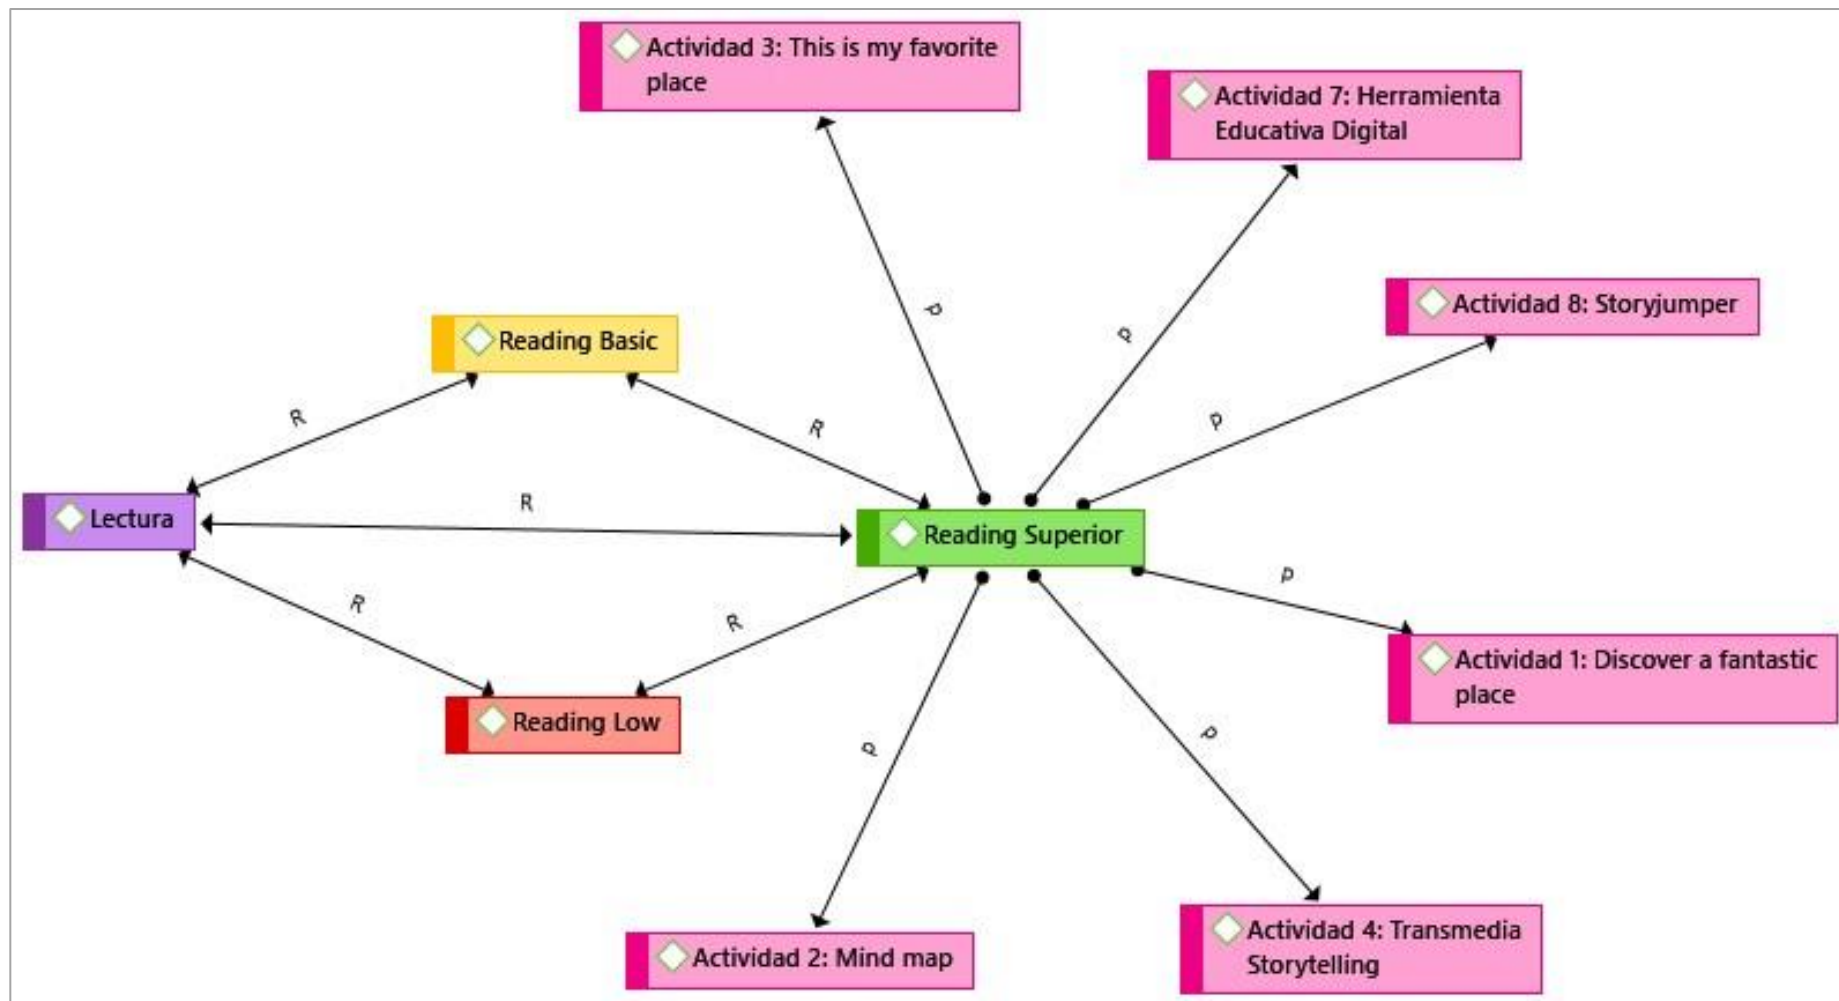 Actividad 3: This is my favorite
place
Actividad 7: Herramienta
Educativa Digital
Actividad 8: Storyjumper
P
P
P
Reading Basic
R
R
Lectura
R
Reading Superior
R
R
P
Reading Low
Actividad 1: Discover a fantastic
place
P
P
Actividad 2: Mind map
Actividad 4: Transmedia
Storytelling